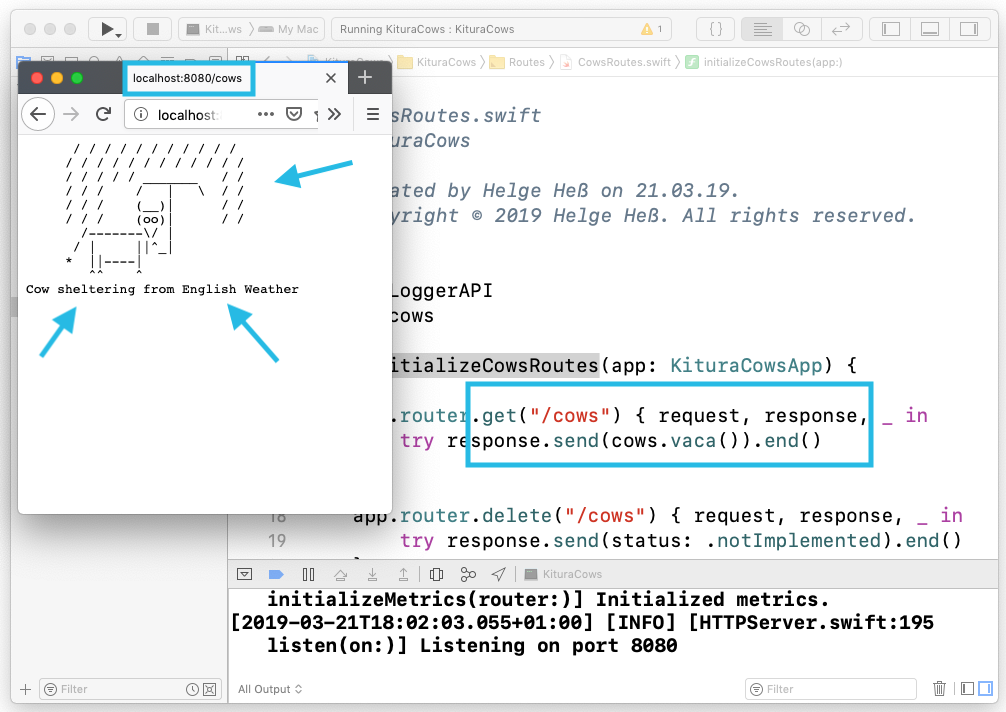 Kit...ws
My Mac
Running KituraCows : KituraCows
1
KituraCows
Routes
CowsRoutes.swift
initializeCowsRoutes(app:)
localhost:8080/cows
localhost:
/ / / / / / / / / / /
/ / / / / / / / / / / /
/ / / / / _______ / /
/ / / / | \ / /
/ / / (__)| / /
/ / / (oo)| / /
/-------\/ |
/ | ||^_|
* ||----|
^^ ^
Cow sheltering from English Weather
sRoutes.swift
uraCows
ated by Helge Heß on 21.03.19.
pyright © 2019 Helge Heß. All rights reserved.
LoggerAPI
cows
itializeCowsRoutes(app: KituraCowsApp) {
.router.get("/cows") { request, response, _ in
try response.send(cows.vaca()).end()
18 app.router.delete("/cows") { request, response, _ in
19 try response.send(status: .notImplemented).end()
KituraCows
initializeMetrics(router:)] Initialized metrics.
[2019-03-21T18:02:03.055+01:00] [INFO] [HTTPServer.swift:195
listen(on:)] Listening on port 8080
Filter
All Output
Filter